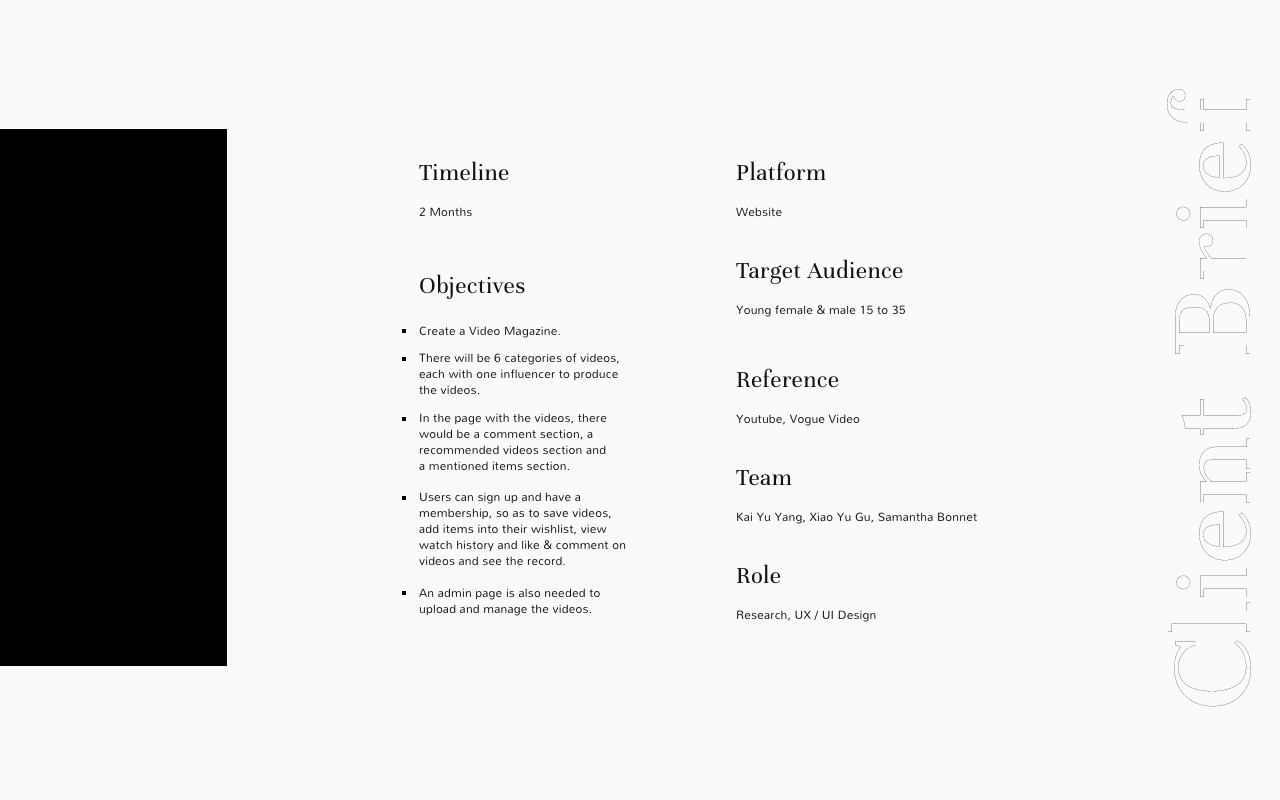 Timeline
2 Months
Objectives
Create a Video Magazine.
There will be 6 categories of videos,
each with one influencer to produce
the videos.
In the page with the videos, there
would be a comment section, a
recommended videos section and
a mentioned items section.
Users can sign up and have a
membership, so as to save videos,
add items into their wishlist, view
watch history and like & comment on
videos and see the record.
An admin page is also needed to
upload and manage the videos.
Platform
Website
Target Audience
Young female & male 15 to 35
Reference
Youtube, Vogue Video
Team
Kai Yu Yang, Xiao Yu Gu, Samantha Bonnet
Role
Research, UX / UI Design
Client Brief